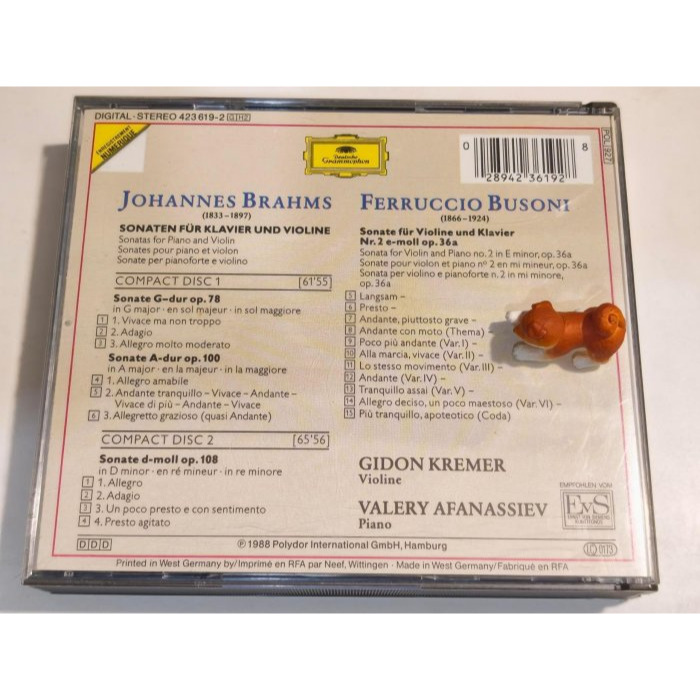 DIGITAL · STEREO 423 619-2 GH2
ENREGISTREMENT
NUMÉRIQUE
Deutsche
Grammophon
0 28942 36192 8
POL 927
JOHANNES BRAHMS
(1833–1897)
SONATEN FÜR KLAVIER UND VIOLINE
Sonatas for Piano and Violin
Sonates pour piano et violon
Sonate per pianoforte e violino
COMPACT DISC 1 [61'55]
Sonate G-dur op. 78
in G major · en sol majeur · in sol maggiore
1 1. Vivace ma non troppo
2 2. Adagio
3 3. Allegro molto moderato
Sonate A-dur op. 100
in A major · en la majeur · in la maggiore
4 1. Allegro amabile
5 2. Andante tranquillo – Vivace – Andante –
Vivace di più – Andante – Vivace
6 3. Allegretto grazioso (quasi Andante)
COMPACT DISC 2 [65'56]
Sonate d-moll op. 108
in D minor · en ré mineur · in re minore
1 1. Allegro
2 2. Adagio
3 3. Un poco presto e con sentimento
4 4. Presto agitato
FERRUCCIO BUSONI
(1866–1924)
Sonate für Violine und Klavier
Nr. 2 e-moll op. 36a
Sonata for Violin and Piano no. 2 in E minor, op. 36a
Sonate pour violon et piano n° 2 en mi mineur, op. 36a
Sonata per violino e pianoforte n. 2 in mi minore,
op. 36a
5 Langsam –
6 Presto –
7 Andante, piuttosto grave –
8 Andante con moto (Thema) –
9 Poco più andante (Var. I) –
10 Alla marcia, vivace (Var. II) –
11 Lo stesso movimento (Var. III) –
12 Andante (Var. IV) –
13 Tranquillo assai (Var. V) –
14 Allegro deciso, un poco maestoso (Var. VI) –
15 Più tranquillo, apoteotico (Coda)
GIDON KREMER
Violine
VALERY AFANASSIEV
Piano
EMPFOHLEN VOM
EvS
DDD
℗ 1988 Polydor International GmbH, Hamburg
LC 0113
Printed in West Germany by/Imprimé en RFA par Neef, Wittingen · Made in West Germany/Fabriqué en RFA